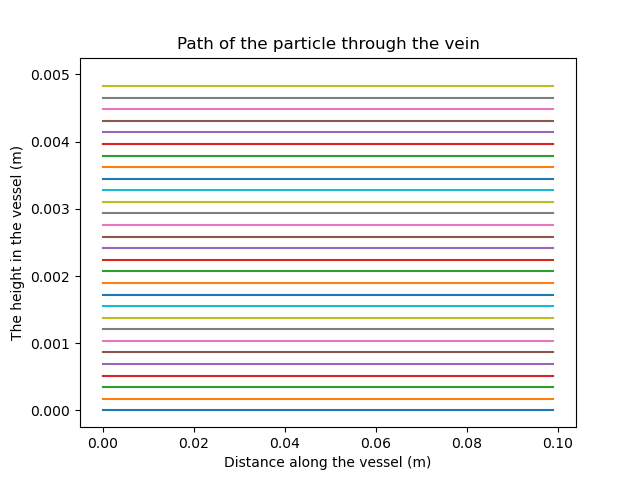 Path of the particle through the vein
0.005
0.004
0.003
0.002
0.001
0.000
The height in the vessel (m)
0.00 0.02 0.04 0.06 0.08 0.10
Distance along the vessel (m)